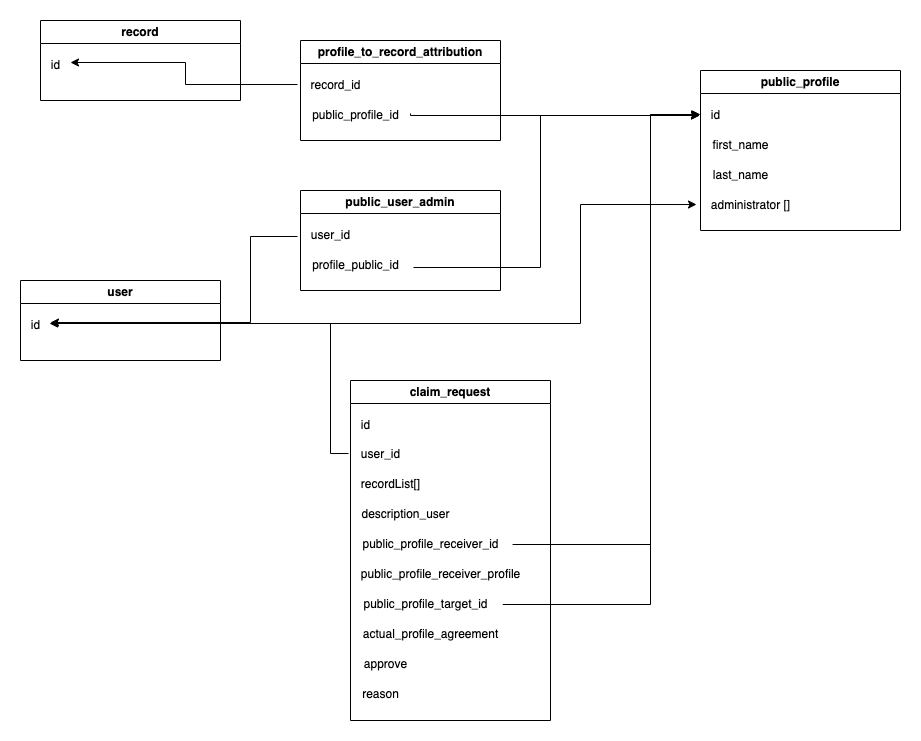 record
id
profile_to_record_attribution
record_id
public_profile_id
public_profile
id
first_name
last_name
administrator []
public_user_admin
user_id
profile_public_id
user
id
claim_request
id
user_id
recordList[]
description_user
public_profile_receiver_id
public_profile_receiver_profile
public_profile_target_id
actual_profile_agreement
approve
reason